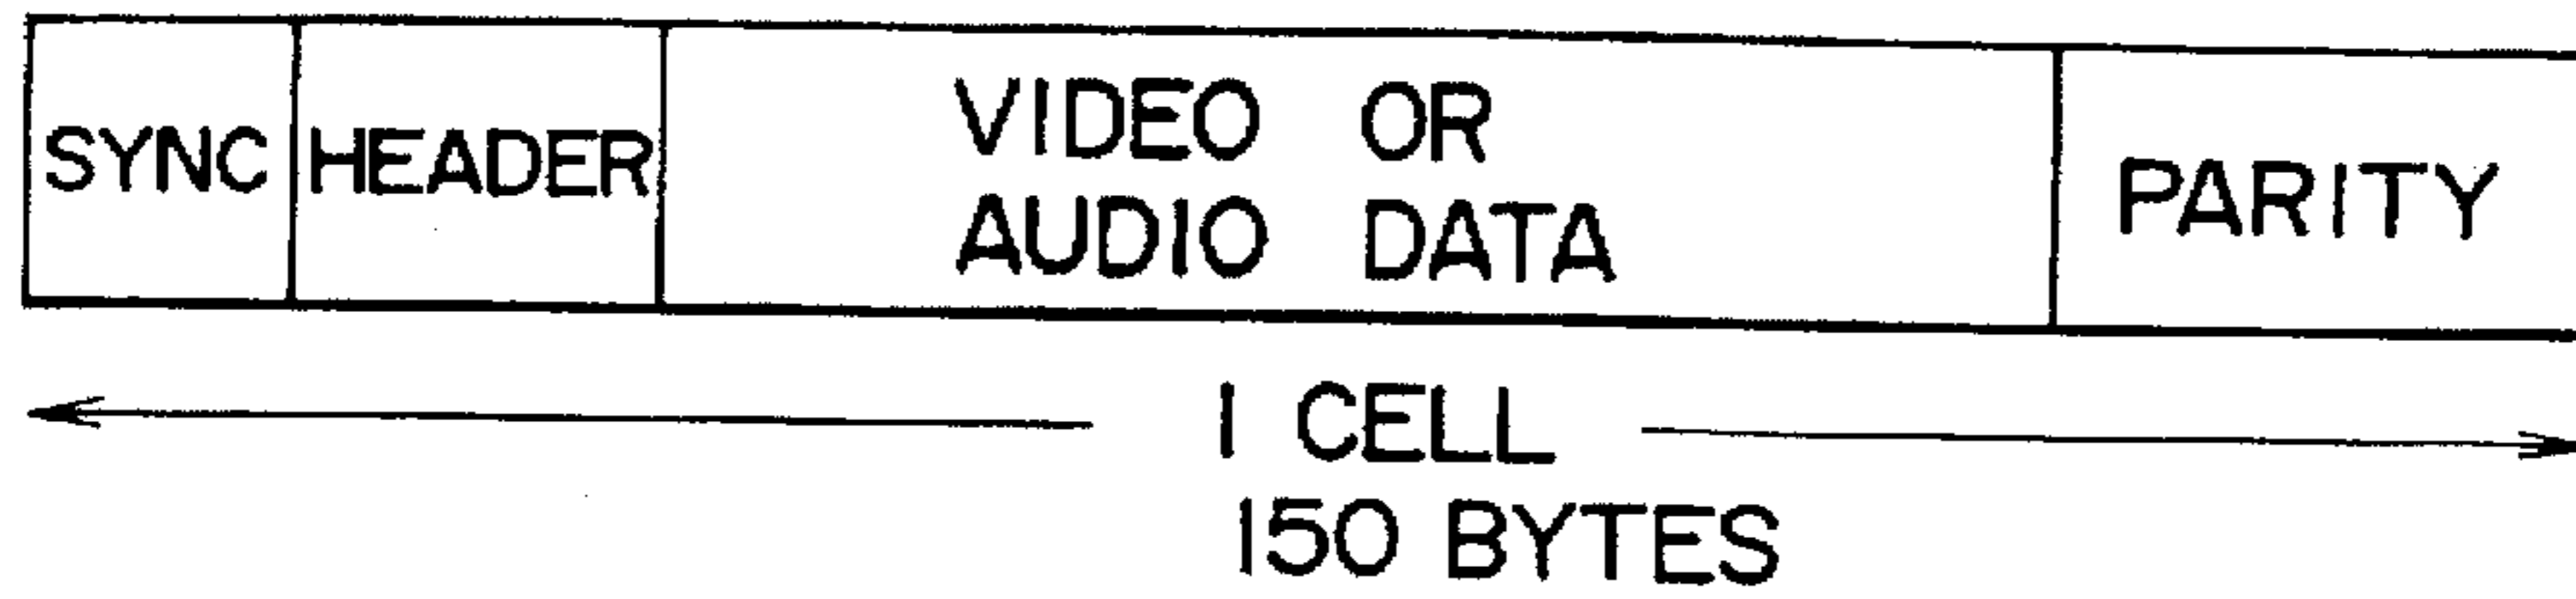 SYNC
HEADER
VIDEO OR
AUDIO DATA
PARITY
1 CELL
150 BYTES